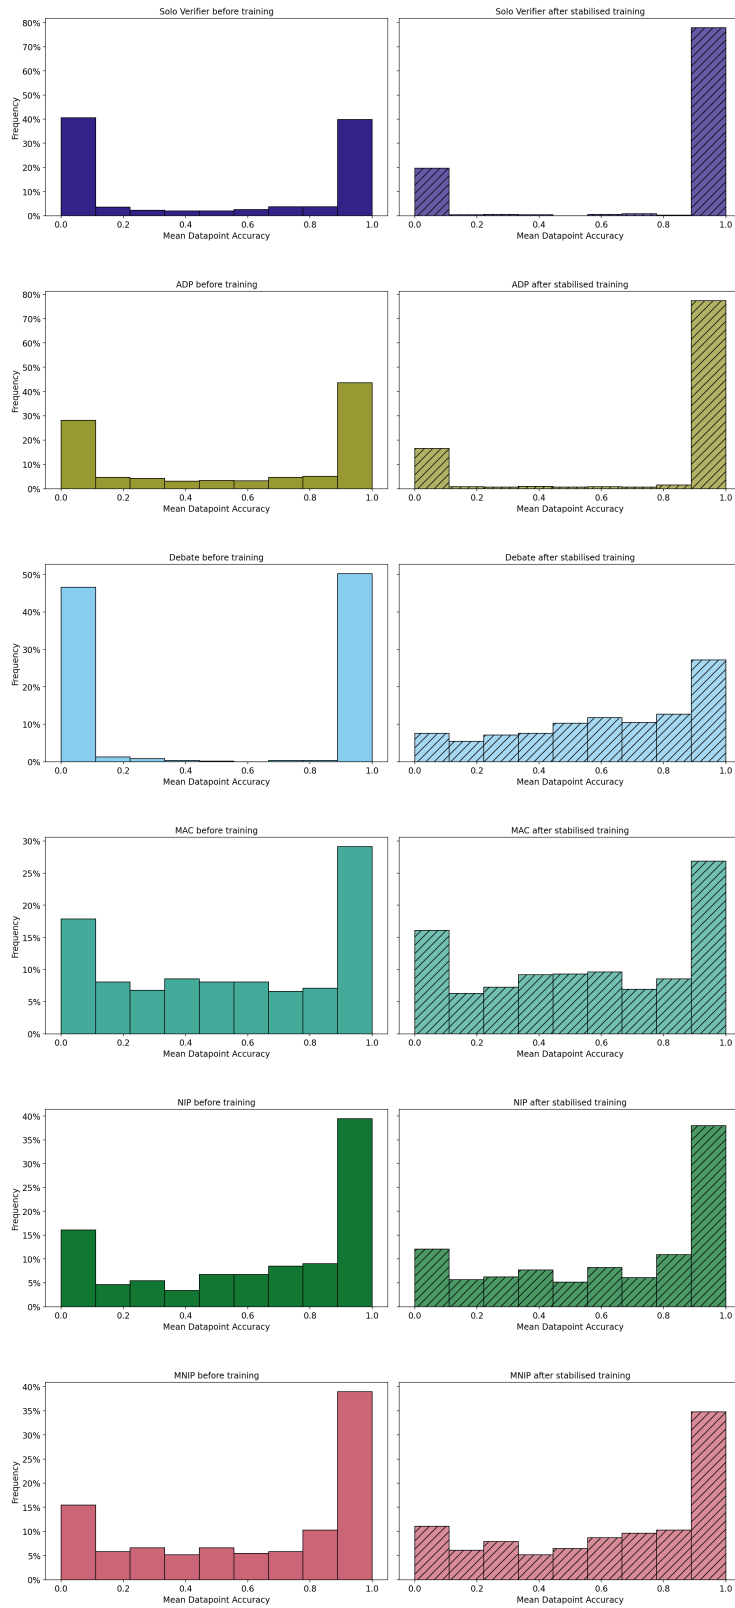 Solo Verifier before training
Solo Verifier after stabilised training
80%
70%
60%
50%
40%
30%
20%
10%
0%
Frequency
0.0 0.2 0.4 0.6 0.8 1.0
0.0 0.2 0.4 0.6 0.8 1.0
Mean Datapoint Accuracy
Mean Datapoint Accuracy
ADP before training
ADP after stabilised training
80%
70%
60%
50%
40%
30%
20%
10%
0%
Frequency
0.0 0.2 0.4 0.6 0.8 1.0
0.0 0.2 0.4 0.6 0.8 1.0
Mean Datapoint Accuracy
Mean Datapoint Accuracy
Debate before training
Debate after stabilised training
50%
40%
30%
20%
10%
0%
Frequency
0.0 0.2 0.4 0.6 0.8 1.0
0.0 0.2 0.4 0.6 0.8 1.0
Mean Datapoint Accuracy
Mean Datapoint Accuracy
MAC before training
MAC after stabilised training
30%
25%
20%
15%
10%
5%
0%
Frequency
0.0 0.2 0.4 0.6 0.8 1.0
0.0 0.2 0.4 0.6 0.8 1.0
Mean Datapoint Accuracy
Mean Datapoint Accuracy
NIP before training
NIP after stabilised training
40%
35%
30%
25%
20%
15%
10%
5%
0%
Frequency
0.0 0.2 0.4 0.6 0.8 1.0
0.0 0.2 0.4 0.6 0.8 1.0
Mean Datapoint Accuracy
Mean Datapoint Accuracy
MNIP before training
MNIP after stabilised training
40%
35%
30%
25%
20%
15%
10%
5%
0%
Frequency
0.0 0.2 0.4 0.6 0.8 1.0
0.0 0.2 0.4 0.6 0.8 1.0
Mean Datapoint Accuracy
Mean Datapoint Accuracy